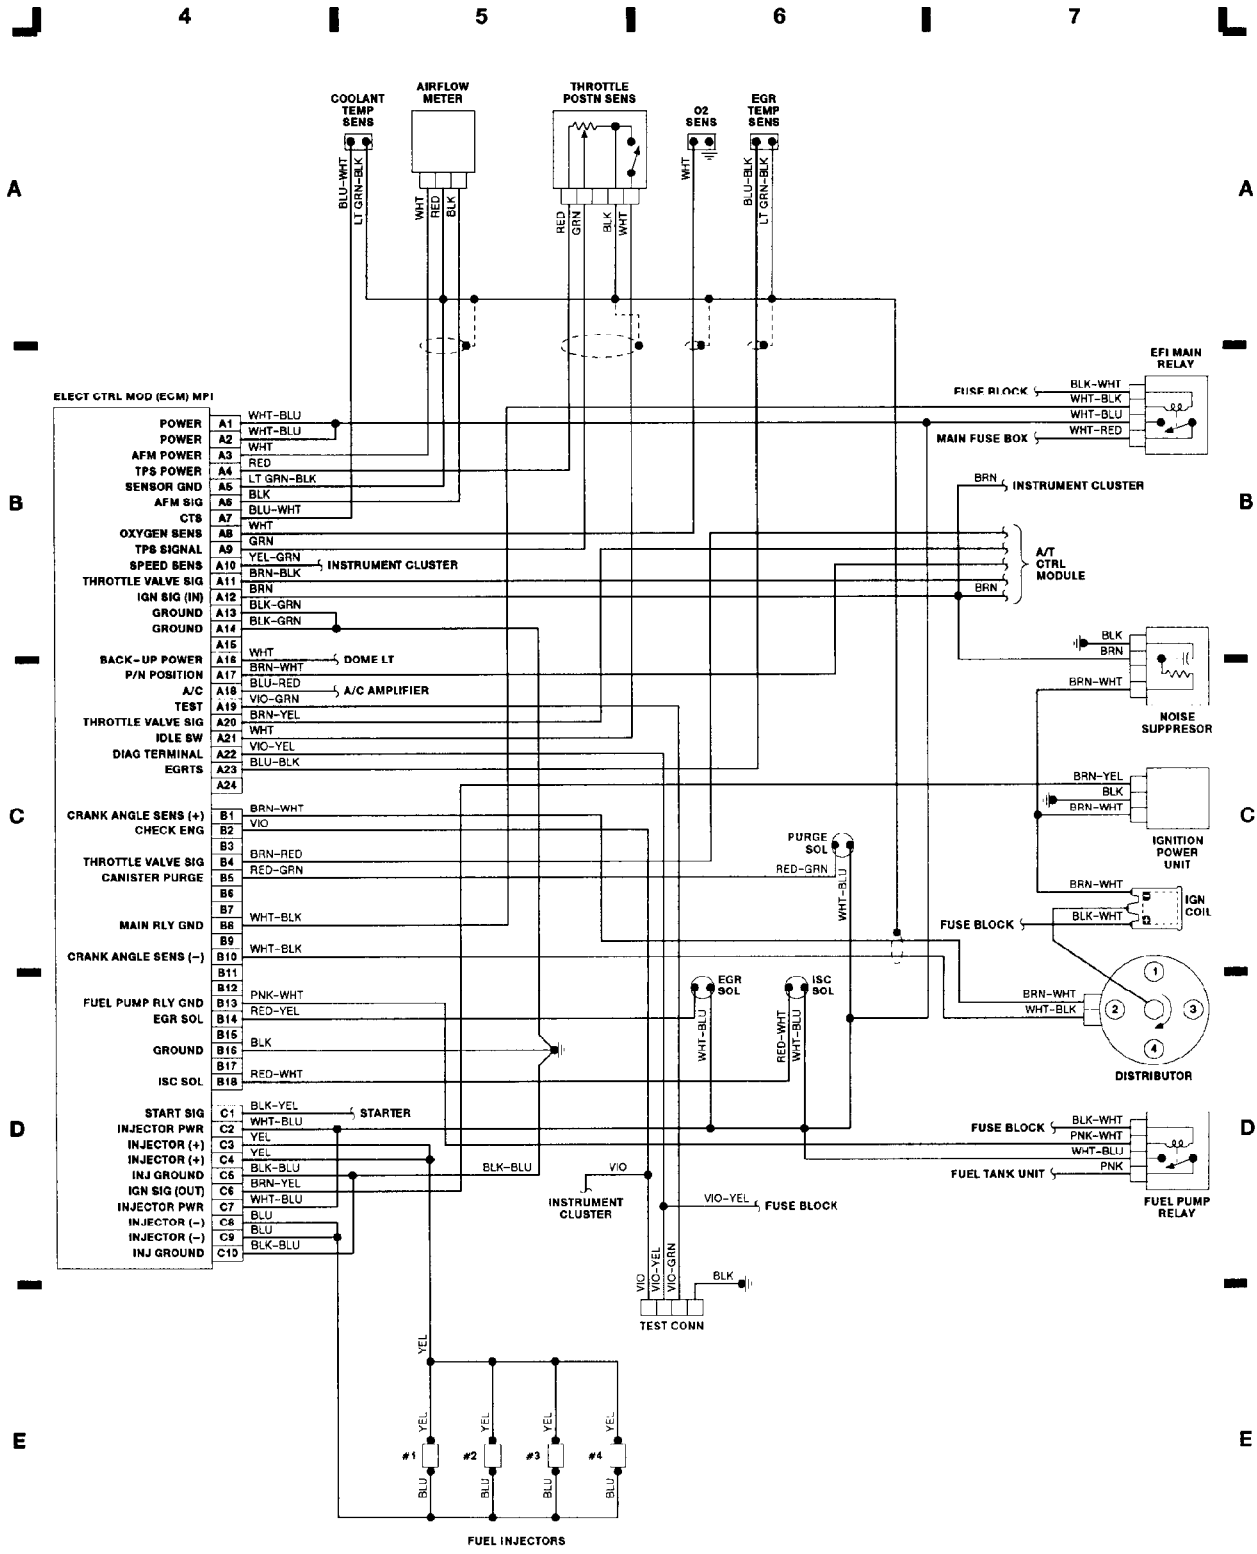 4 5 6 7
COOLANT TEMP SENS
AIRFLOW METER
THROTTLE POSTN SENS
O2 SENS
EGR TEMP SENS
A
A
BLU-WHT
LT GRN-BLK
WHT
RED
BLK
RED
GRN
BLK
WHT
WHT
BLU-BLK
LT GRN-BLK
EFI MAIN RELAY
FUSE BLOCK BLK-WHT
WHT-BLK
WHT-BLU
MAIN FUSE BOX WHT-RED
ELECT CTRL MOD (ECM) MPI
POWER A1 WHT-BLU
POWER A2 WHT-BLU
AFM POWER A3 WHT
TPS POWER A4 RED
SENSOR GND A5 LT GRN-BLK
AFM SIG A6 BLK
CTS A7 BLU-WHT
OXYGEN SENS A8 WHT
TPS SIGNAL A9 GRN
SPEED SENS A10 YEL-GRN INSTRUMENT CLUSTER
THROTTLE VALVE SIG A11 BRN-BLK
IGN SIG (IN) A12 BRN
GROUND A13 BLK-GRN
GROUND A14 BLK-GRN
A15
BACK-UP POWER A16 WHT DOME LT
P/N POSITION A17 BRN-WHT
A/C A18 BLU-RED A/C AMPLIFIER
TEST A19 VIO-GRN
THROTTLE VALVE SIG A20 BRN-YEL
IDLE SW A21 WHT
DIAG TERMINAL A22 VIO-YEL
EGRTS A23 BLU-BLK
A24
B
B
BRN INSTRUMENT CLUSTER
A/T CTRL MODULE
BRN
BLK
BRN
BRN-WHT
NOISE SUPPRESOR
C
C
BRN-YEL
BLK
BRN-WHT
IGNITION POWER UNIT
CRANK ANGLE SENS (+) B1 BRN-WHT
CHECK ENG B2 VIO
B3
THROTTLE VALVE SIG B4 BRN-RED
CANISTER PURGE B5 RED-GRN
B6
B7
MAIN RLY GND B8 WHT-BLK
B9
CRANK ANGLE SENS (-) B10 WHT-BLK
B11
B12
FUEL PUMP RLY GND B13 PNK-WHT
EGR SOL B14 RED-YEL
B15
GROUND B16 BLK
B17
ISC SOL B18 RED-WHT
PURGE SOL
RED-GRN
WHT-BLU
BRN-WHT
IGN COIL
FUSE BLOCK BLK-WHT
EGR SOL
WHT-BLU
ISC SOL
RED-WHT
WHT-BLU
BRN-WHT
WHT-BLK
1
2
3
4
DISTRIBUTOR
D
D
START SIG C1 BLK-YEL STARTER
INJECTOR PWR C2 WHT-BLU
INJECTOR (+) C3 YEL
INJECTOR (+) C4 YEL
INJ GROUND C5 BLK-BLU
IGN SIG (OUT) C6 BRN-YEL
INJECTOR PWR C7 WHT-BLU
INJECTOR (-) C8 BLU
INJECTOR (-) C9 BLU
INJ GROUND C10 BLK-BLU
BLK-BLU
VIO
INSTRUMENT CLUSTER
VIO-YEL FUSE BLOCK
FUSE BLOCK BLK-WHT
PNK-WHT
WHT-BLU
FUEL TANK UNIT PNK
FUEL PUMP RELAY
VIO
VIO-YEL
VIO-GRN
BLK
TEST CONN
YEL
E
E
YEL YEL YEL YEL
#1 #2 #3 #4
BLU BLU BLU BLU
FUEL INJECTORS